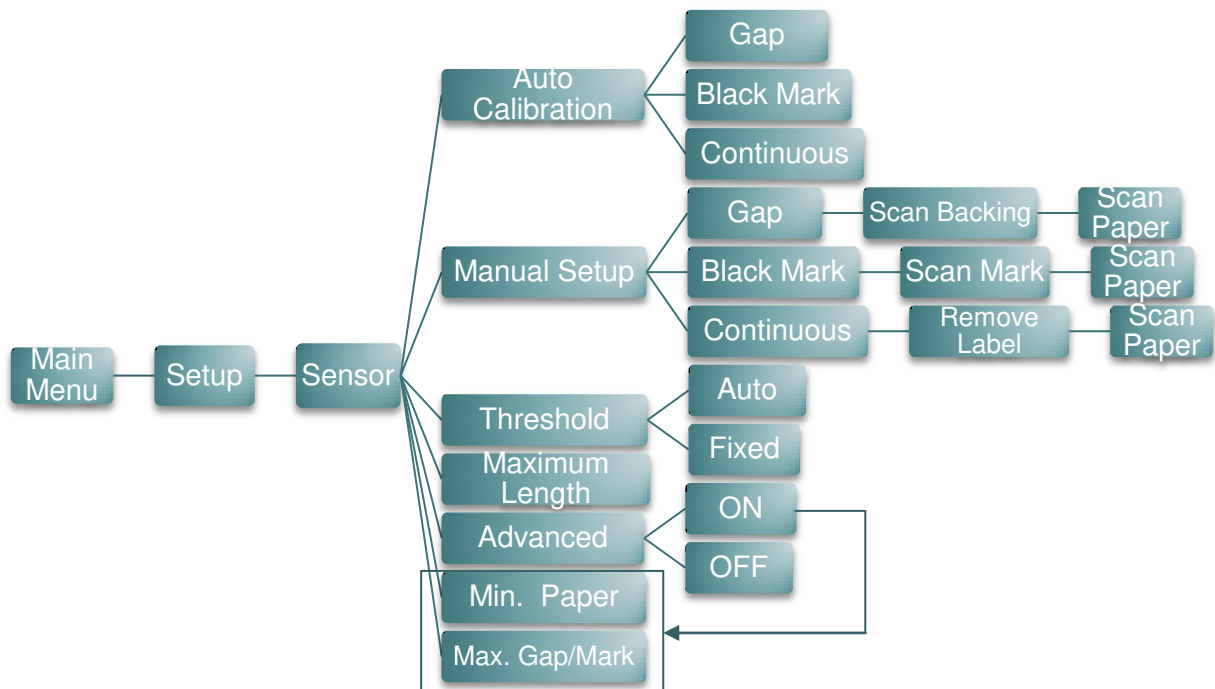 Main
Menu
Setup
Sensor
Auto
Calibration
Gap
Black Mark
Continuous
Manual Setup
Gap
Scan Backing
Scan
Paper
Black Mark
Scan Mark
Scan
Paper
Continuous
Remove
Label
Scan
Paper
Threshold
Auto
Fixed
Maximum
Length
Advanced
ON
OFF
Min. Paper
Max. Gap/Mark